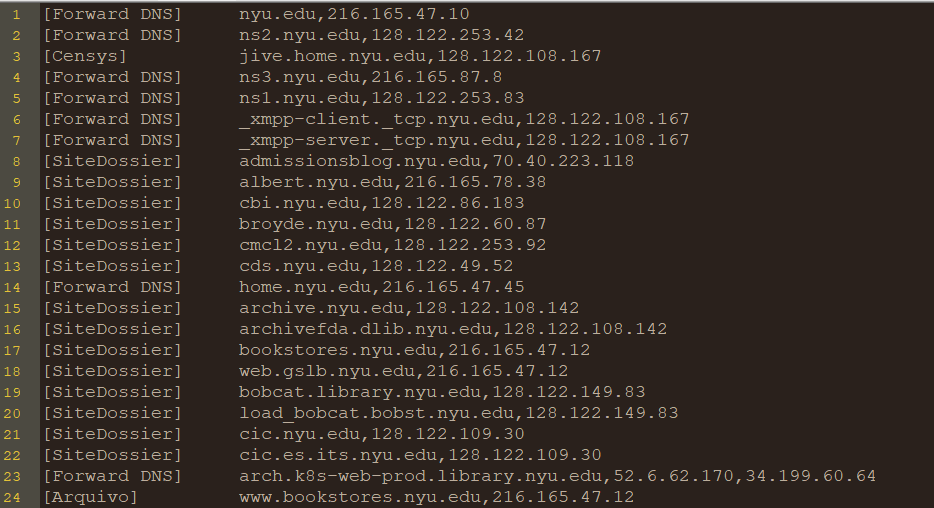 1 [Forward DNS] nyu.edu,216.165.47.10
2 [Forward DNS] ns2.nyu.edu,128.122.253.42
3 [Censys] jive.home.nyu.edu,128.122.108.167
4 [Forward DNS] ns3.nyu.edu,216.165.87.8
5 [Forward DNS] ns1.nyu.edu,128.122.253.83
6 [Forward DNS] _xmpp-client._tcp.nyu.edu,128.122.108.167
7 [Forward DNS] _xmpp-server._tcp.nyu.edu,128.122.108.167
8 [SiteDossier] admissionsblog.nyu.edu,70.40.223.118
9 [SiteDossier] albert.nyu.edu,216.165.78.38
10 [SiteDossier] cbi.nyu.edu,128.122.86.183
11 [SiteDossier] broyde.nyu.edu,128.122.60.87
12 [SiteDossier] cmcl2.nyu.edu,128.122.253.92
13 [SiteDossier] cds.nyu.edu,128.122.49.52
14 [Forward DNS] home.nyu.edu,216.165.47.45
15 [SiteDossier] archive.nyu.edu,128.122.108.142
16 [SiteDossier] archivefda.dlib.nyu.edu,128.122.108.142
17 [SiteDossier] bookstores.nyu.edu,216.165.47.12
18 [SiteDossier] web.gslb.nyu.edu,216.165.47.12
19 [SiteDossier] bobcat.library.nyu.edu,128.122.149.83
20 [SiteDossier] load_bobcat.bobst.nyu.edu,128.122.149.83
21 [SiteDossier] cic.nyu.edu,128.122.109.30
22 [SiteDossier] cic.es.its.nyu.edu,128.122.109.30
23 [Forward DNS] arch.k8s-web-prod.library.nyu.edu,52.6.62.170,34.199.60.64
24 [Arquivo] www.bookstores.nyu.edu,216.165.47.12